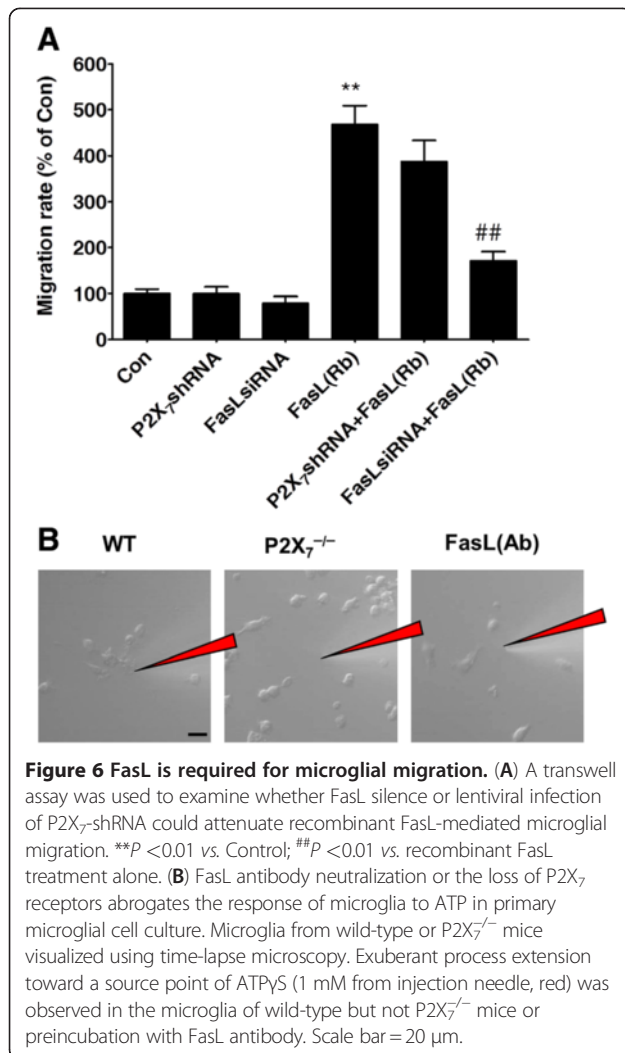 A
Migration rate (% of Con)
600
500
400
300
200
100
0
**
##
Con
P2X₇shRNA
FasLsiRNA
FasL(Rb)
P2X₇shRNA+FasL(Rb)
FasLsiRNA+FasL(Rb)
B
WT
P2X₇⁻/⁻
FasL(Ab)
Figure 6 FasL is required for microglial migration. (A) A transwell
assay was used to examine whether FasL silence or lentiviral infection
of P2X₇-shRNA could attenuate recombinant FasL-mediated microglial
migration. **P <0.01 vs. Control; ##P <0.01 vs. recombinant FasL
treatment alone. (B) FasL antibody neutralization or the loss of P2X₇
receptors abrogates the response of microglia to ATP in primary
microglial cell culture. Microglia from wild-type or P2X₇⁻/⁻ mice
visualized using time-lapse microscopy. Exuberant process extension
toward a source point of ATPγS (1 mM from injection needle, red) was
observed in the microglia of wild-type but not P2X₇⁻/⁻ mice or
preincubation with FasL antibody. Scale bar = 20 μm.